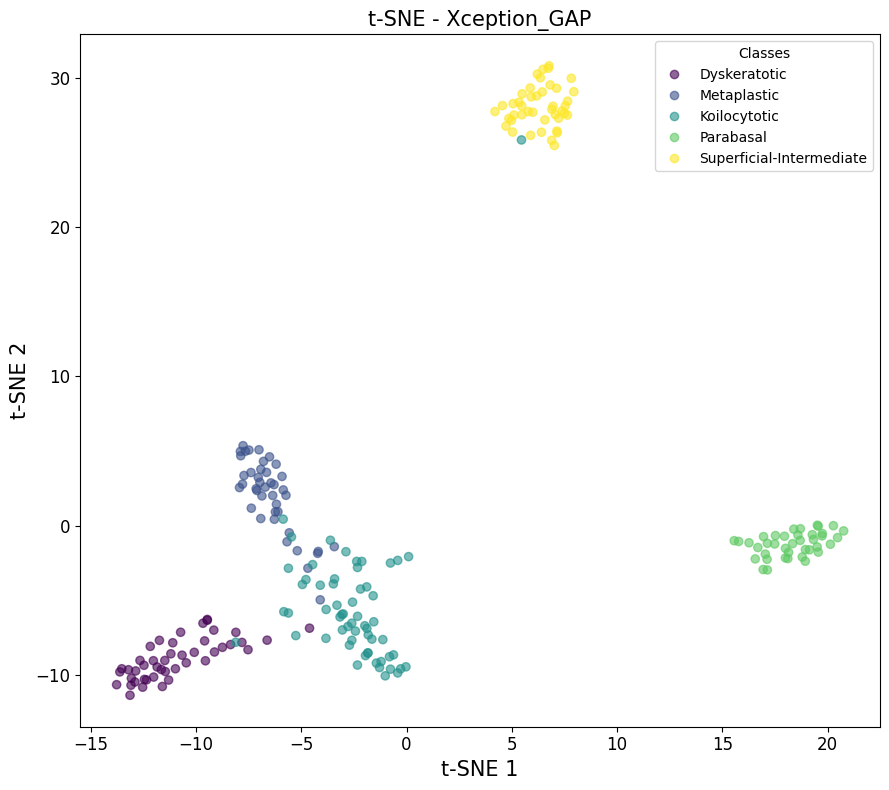 t-SNE - Xception_GAP
Classes
Dyskeratotic
Metaplastic
Koilocytotic
Parabasal
Superficial-Intermediate
30
20
10
0
−10
t-SNE 2
−15
−10
−5
0
5
10
15
20
t-SNE 1